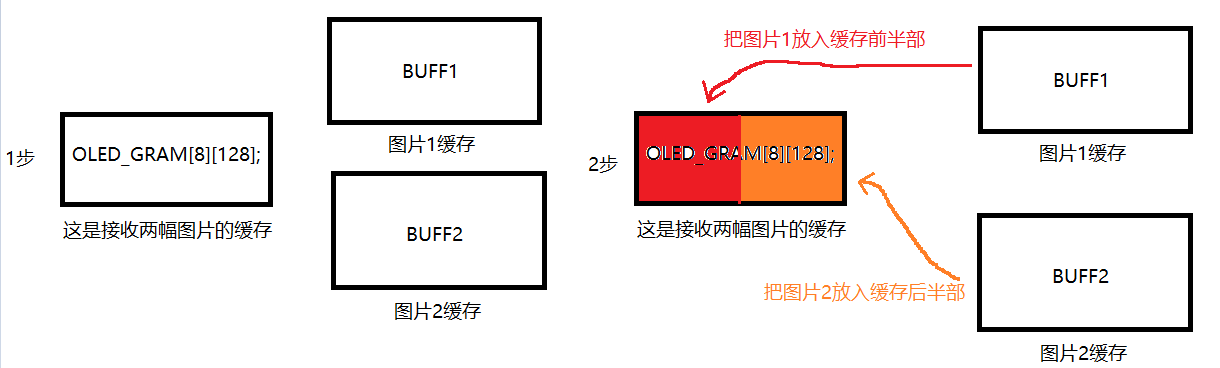 1步
OLED_GRAM[8][128];
这是接收两幅图片的缓存
BUFF1
图片1缓存
BUFF2
图片2缓存
2步
把图片1放入缓存前半部
OLED_GRAM[8][128];
这是接收两幅图片的缓存
把图片2放入缓存后半部
BUFF1
图片1缓存
BUFF2
图片2缓存